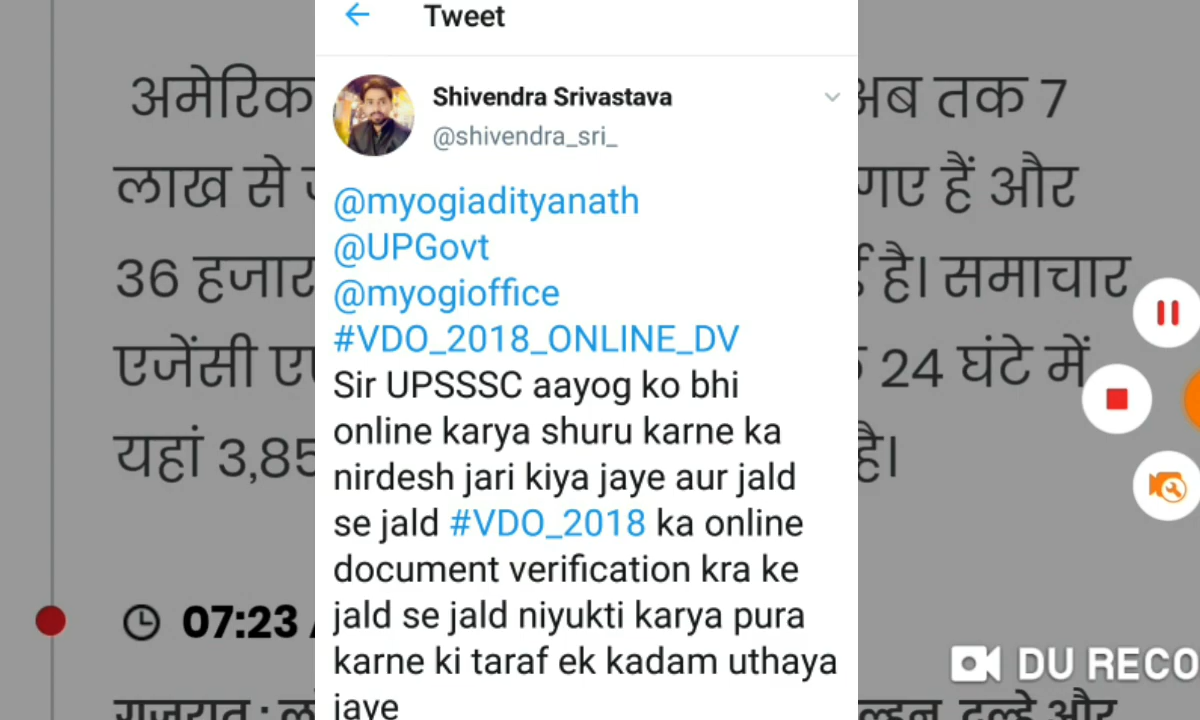 Tweet
Shivendra Srivastava
@shivendra_sri_
@myogiadityanath
@UPGovt
@myogioffice
#VDO_2018_ONLINE_DV
Sir UPSSSC aayog ko bhi
online karya shuru karne ka
nirdesh jari kiya jaye aur jald
se jald #VDO_2018 ka online
document verification kra ke
jald se jald niyukti karya pura
karne ki taraf ek kadam uthaya
jaye
अमेरिक अब तक 7
लाख से गए हैं और
36 हजार है। समाचार
एजेंसी 24 घंटे में
यहां 3,85 है।
07:23
गुजरात : और
DU RECO